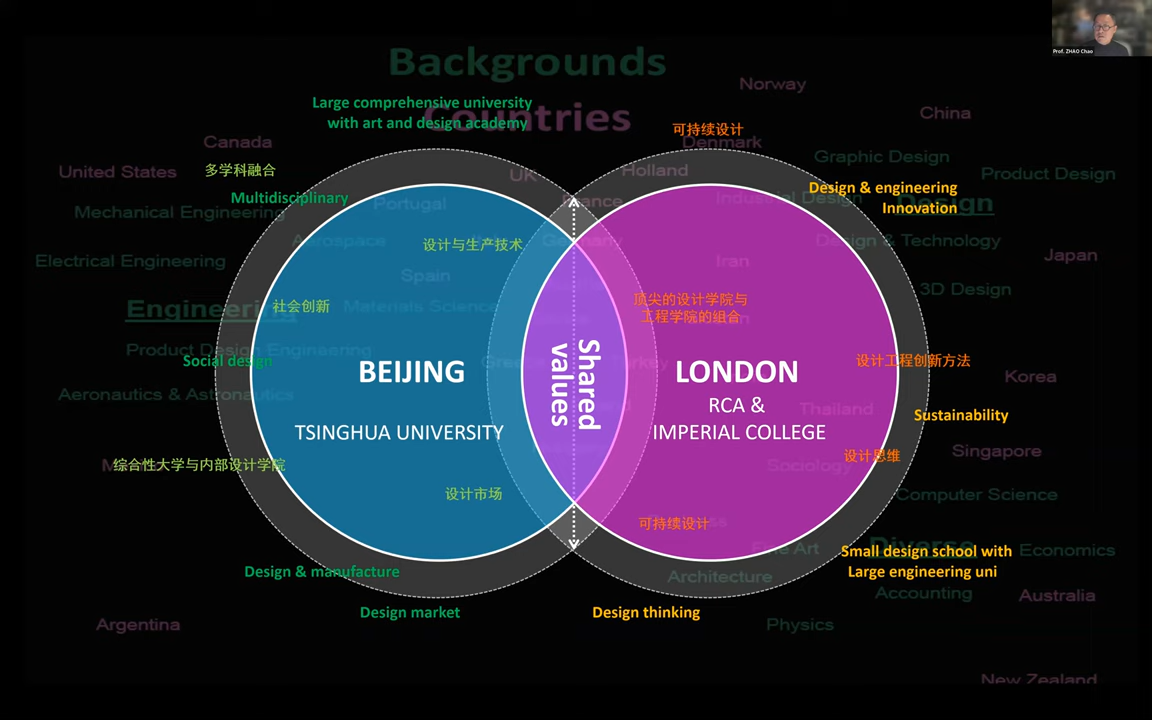 Prof. ZHAO Chao
Backgrounds
Countries
Large comprehensive university
with art and design academy
Norway
China
可持续设计
Denmark
Canada
Graphic Design
United States
多学科融合
UK
Holland
Product Design
Multidisciplinary
Design & engineering
Innovation
France
Industrial Design
Design
Mechanical Engineering
Portugal
Aerospace
设计与生产技术
Germany
Design & Technology
Japan
Electrical Engineering
Spain
Iran
3D Design
Engineering
社会创新
Materials Science
顶尖的设计学院与
工程学院的组合
Product Design Engineering
Social design
Turkey
设计工程创新方法
BEIJING
Shared
values
LONDON
Korea
Aeronautics & Astronautics
RCA &
Thailand
Sustainability
TSINGHUA UNIVERSITY
IMPERIAL COLLEGE
Singapore
综合性大学与内部设计学院
Sociology
设计思维
设计市场
Computer Science
可持续设计
Fine Art
Diverse
Small design school with
Large engineering uni
Economics
Design & manufacture
Architecture
Accounting
Australia
Design market
Design thinking
Argentina
Physics
New Zealand